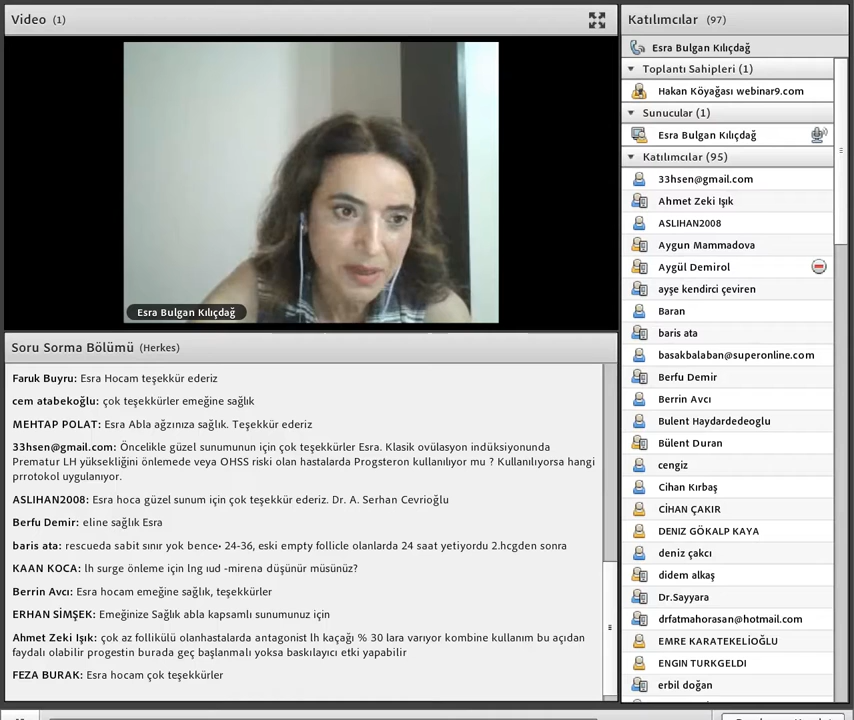 Video (1)
Esra Bulgan Kılıçdağ
Soru Sorma Bölümü (Herkes)
Faruk Buyru: Esra Hocam teşekkür ederiz
cem atabekoğlu: çok teşekkürler emeğine sağlık
MEHTAP POLAT: Esra Abla ağzınıza sağlık. Teşekkür ederiz
33hsen@gmail.com: Öncelikle güzel sunumunun için çok teşekkürler Esra. Klasik ovülasyon indüksiyonunda
Prematur LH yüksekliğini önlemede veya OHSS riski olan hastalarda Progsteron kullanılıyor mu ? Kullanılıyorsa hangi
prrotokol uygulanıyor.
ASLIHAN2008: Esra hoca güzel sunum için çok teşekkür ederiz. Dr. A. Serhan Cevrioğlu
Berfu Demir: eline sağlık Esra
baris ata: rescueda sabit sınır yok bence• 24-36, eski empty follicle olanlarda 24 saat yetiyordu 2.hcgden sonra
KAAN KOCA: lh surge önleme için lng ıud -mirena düşünür müsünüz?
Berrin Avcı: Esra hocam emeğine sağlık, teşekkürler
ERHAN SİMŞEK: Emeğinize Sağlık abla kapsamlı sunumunuz için
Ahmet Zeki Işık: çok az follikülü olanhastalarda antagonist lh kaçağı % 30 lara varıyor kombine kullanım bu açıdan
faydalı olabilir progestin burada geç başlanmalı yoksa baskılayıcı etki yapabilir
FEZA BURAK: Esra hocam çok teşekkürler
Katılımcılar (97)
Esra Bulgan Kılıçdağ
Toplantı Sahipleri (1)
Hakan Köyağası webinar9.com
Sunucular (1)
Esra Bulgan Kılıçdağ
Katılımcılar (95)
33hsen@gmail.com
Ahmet Zeki Işık
ASLIHAN2008
Aygun Mammadova
Aygül Demirol
ayşe kendirci çeviren
Baran
baris ata
basakbalaban@superonline.com
Berfu Demir
Berrin Avcı
Bulent Haydardedeoglu
Bülent Duran
cengiz
Cihan Kırbaş
CİHAN ÇAKIR
DENIZ GÖKALP KAYA
deniz çakcı
didem alkaş
Dr.Sayyara
drfatmahorasan@hotmail.com
EMRE KARATEKELİOĞLU
ENGIN TURKGELDI
erbil doğan